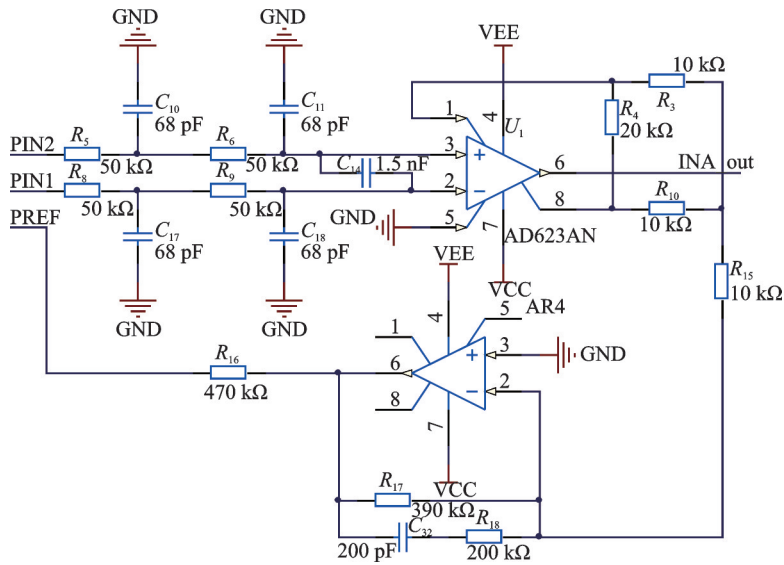 GND
GND
VEE
10 kΩ
C10
68 pF
C11
68 pF
1
4
R3
R4
20 kΩ
U1
PIN2
R5
50 kΩ
R6
50 kΩ
3
C14
1.5 nF
6
INA_out
PIN1
R8
50 kΩ
R9
50 kΩ
2
8
R10
10 kΩ
PREF
GND
5
7
AD623AN
C17
68 pF
C18
68 pF
VEE
VCC
R15
10 kΩ
GND
GND
4
5
AR4
1
3
GND
R16
470 kΩ
6
2
8
7
R17
VCC
390 kΩ
C32
200 pF
R18
200 kΩ